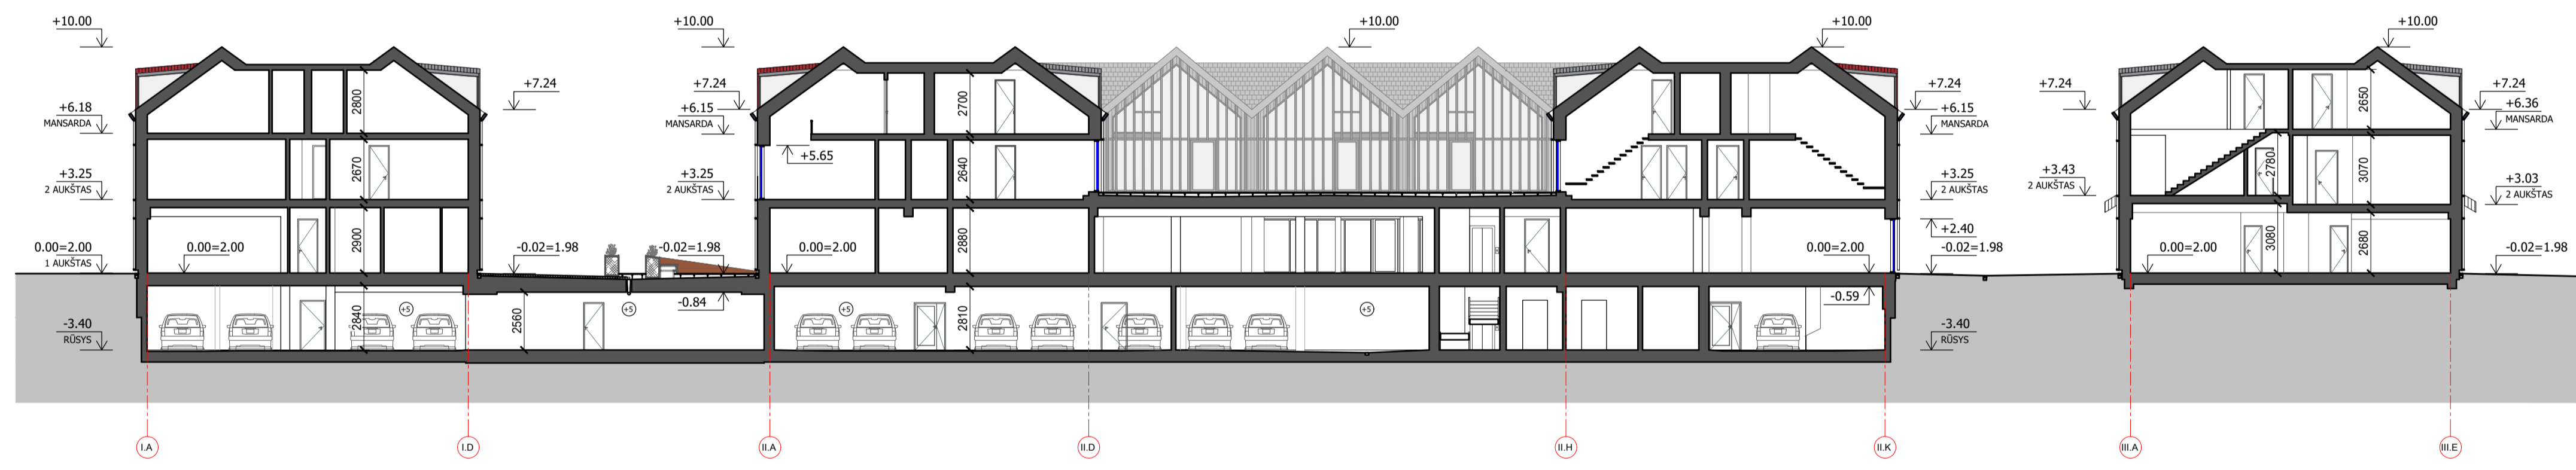 +10.00
+10.00
+10.00
+10.00
+10.00
+7.24
+7.24
+7.24
+7.24
+7.24
+6.18
MANSARDA
+6.15
MANSARDA
+6.15
MANSARDA
+6.36
MANSARDA
2800
2700
2650
+5.65
+3.25
2 AUKŠTAS
+3.25
2 AUKŠTAS
+3.25
2 AUKŠTAS
+3.43
2 AUKŠTAS
+3.03
2 AUKŠTAS
2670
2640
2780
3070
+2.40
0.00=2.00
1 AUKŠTAS
0.00=2.00
-0.02=1.98
-0.02=1.98
0.00=2.00
0.00=2.00
-0.02=1.98
0.00=2.00
-0.02=1.98
2900
2880
3080
2680
-0.84
-0.59
-3.40
RŪSYS
2840
+5
2560
+5
+5
2810
+5
-3.40
RŪSYS
I.A
I.D
II.A
II.D
II.H
II.K
III.A
III.E